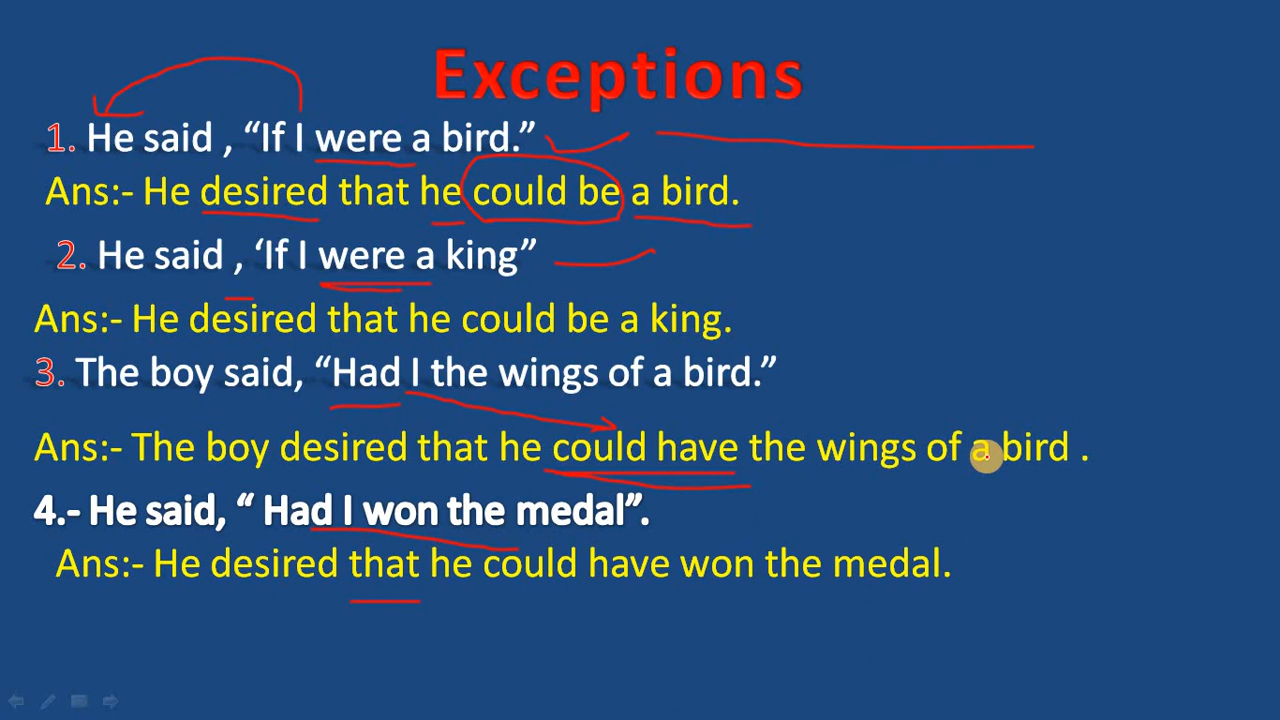 Exceptions
1. He said , “If I were a bird.”
Ans:- He desired that he could be a bird.
2. He said , ‘If I were a king”
Ans:- He desired that he could be a king.
3. The boy said, “Had I the wings of a bird.”
Ans:- The boy desired that he could have the wings of a bird .
4.- He said, “ Had I won the medal”.
Ans:- He desired that he could have won the medal.